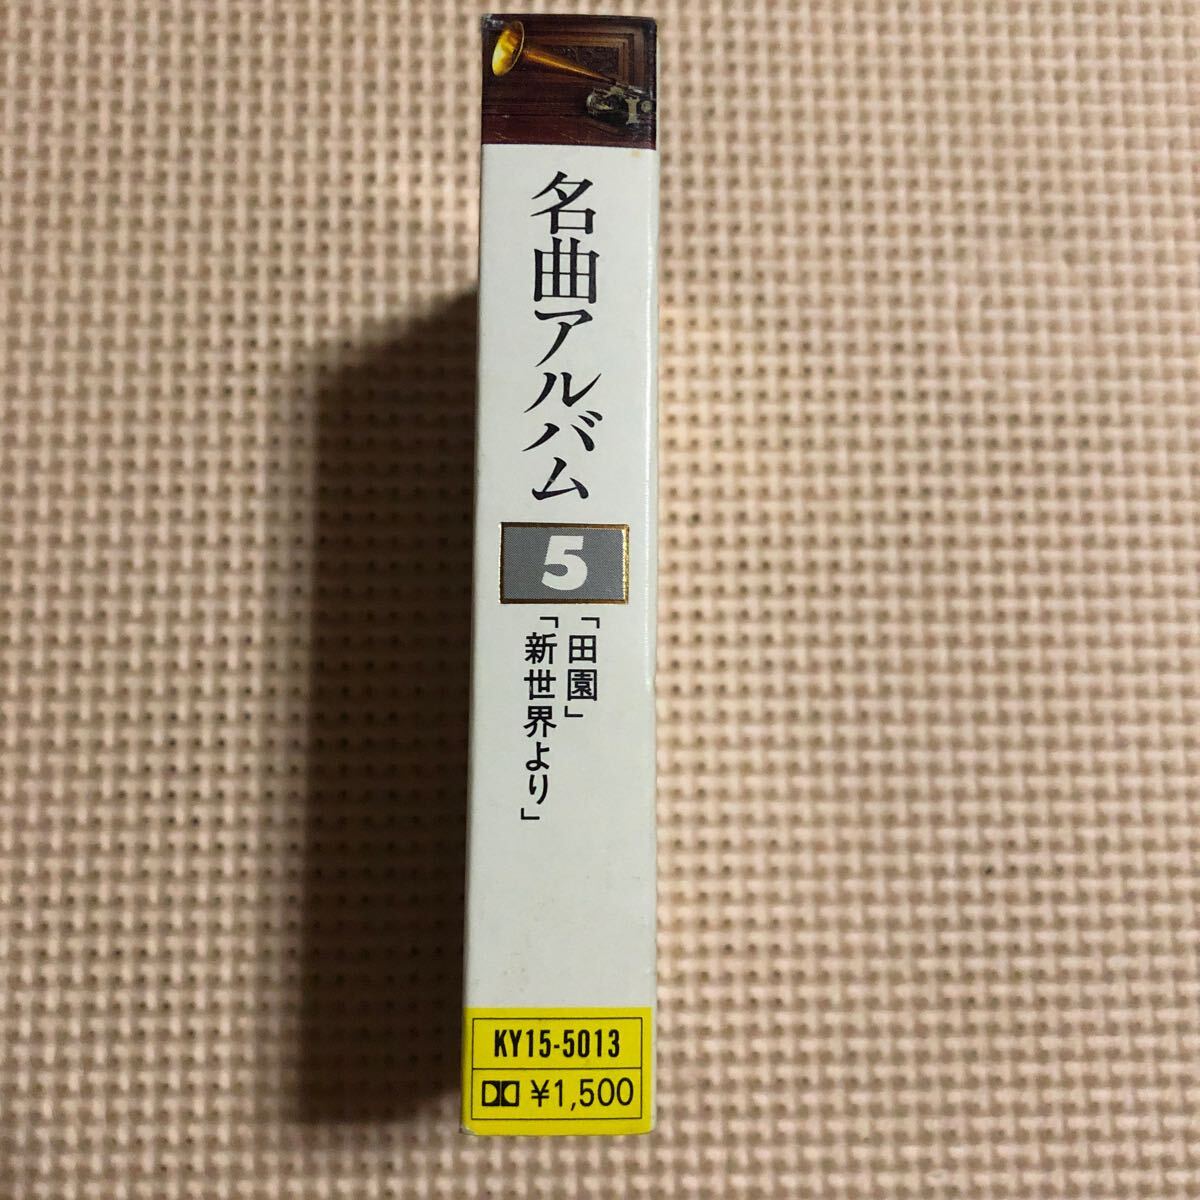 名曲アルバム
5
「田園」
「新世界より」
KY15-5013
¥1,500